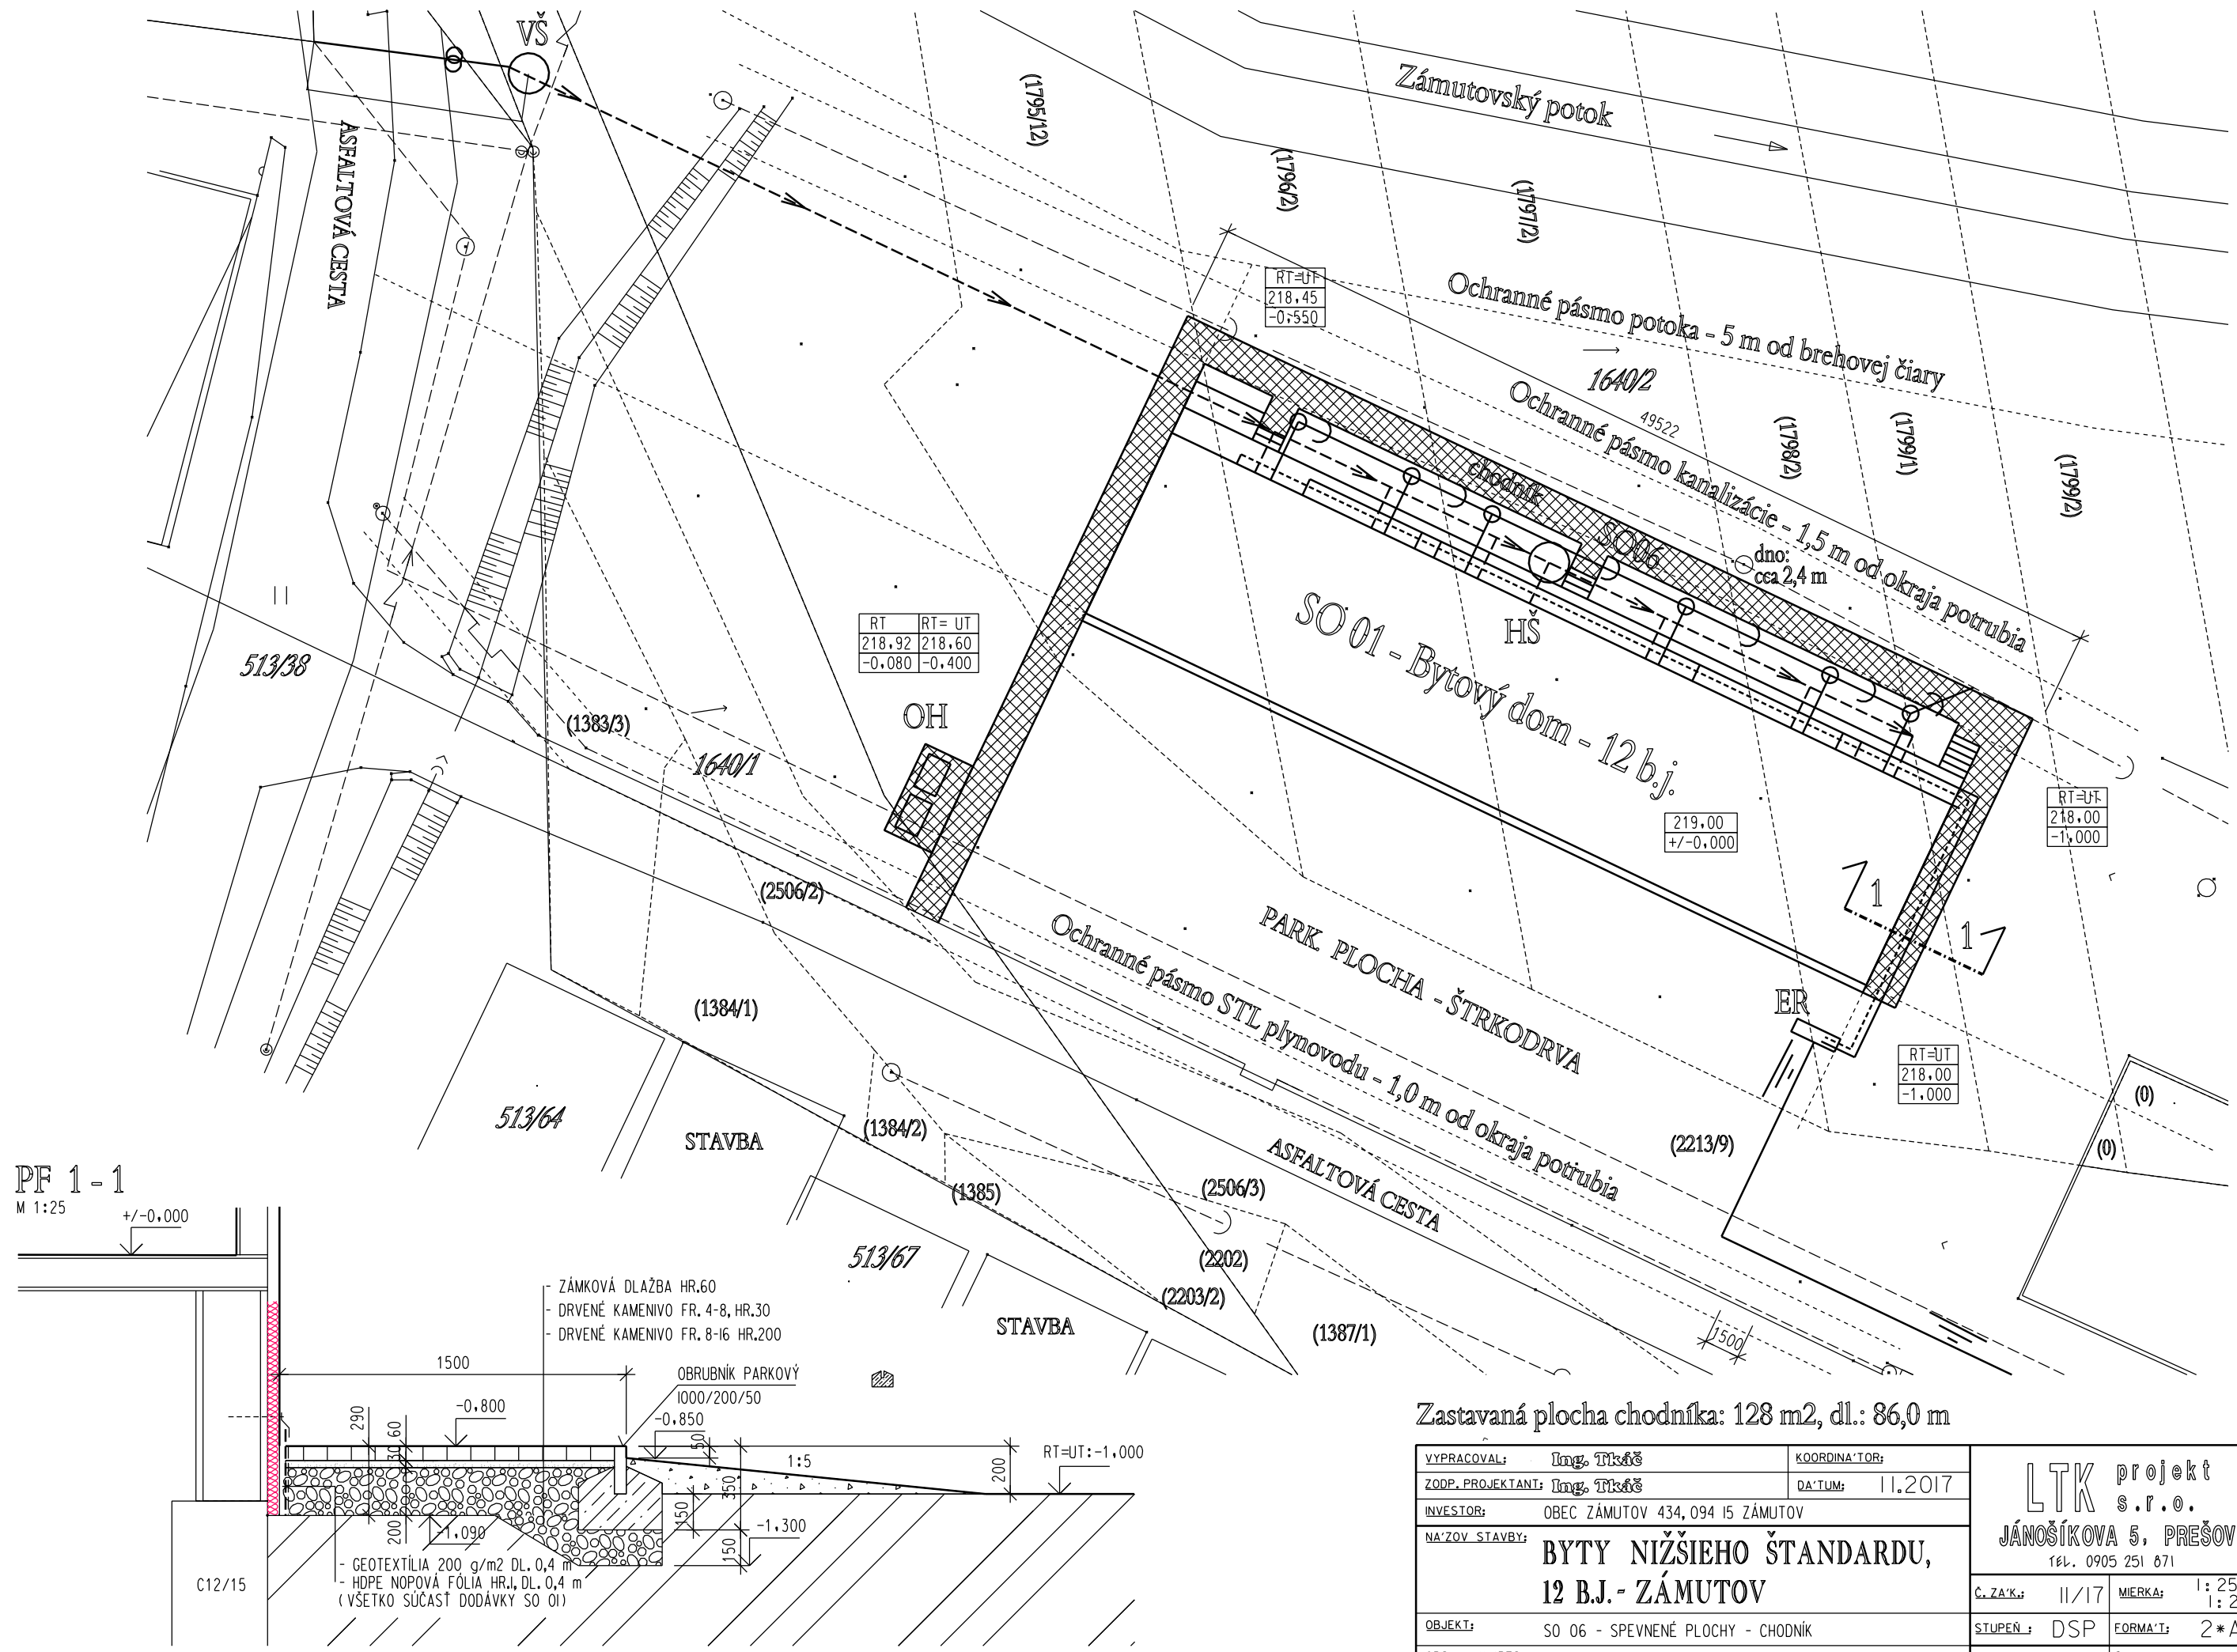 VŠ
ASFALTOVÁ CESTA
Zámutovský potok
(1795/12)
(1796/2)
(1797/2)
RT=UT
218,45
-0,550
Ochranné pásmo potoka - 5 m od brehovej čiary
1640/2
49522
Ochranné pásmo kanalizácie - 1,5 m od okraja potrubia
(1798/2)
(1799/1)
(1799/2)
chodník
SO 06
dno:
cca 2,4 m
HŠ
SO 01 - Bytový dom - 12 b.j.
RT RT= UT
218,92 218,60
-0,080 -0,400
OH
513/38
(1383/3)
1640/1
(2506/2)
219,00
+/-0,000
RT=UT
218,00
-1,000
1
1
PARK. PLOCHA - ŠTRKODRVA
Ochranné pásmo STL plynovodu - 1,0 m od okraja potrubia
ER
RT=UT
218,00
-1,000
(0)
(0)
(2213/9)
(1384/1)
513/64
STAVBA
(1384/2)
(1385)
(2506/3)
ASFALTOVÁ CESTA
(2202)
(2203/2)
513/67
STAVBA
(1387/1)
1500
PF 1 - 1
M 1:25
+/-0,000
- ZÁMKOVÁ DLAŽBA HR.60
- DRVENÉ KAMENIVO FR. 4-8, HR.30
- DRVENÉ KAMENIVO FR. 8-16 HR.200
1500
OBRUBNÍK PARKOVÝ
1000/200/50
-0,800
-0,850
290
60
30
200
50
350
150
150
1:5
200
RT=UT:-1,000
-1,090
-1,300
- GEOTEXTÍLIA 200 g/m2 DL. 0,4 m
- HDPE NOPOVÁ FÓLIA HR.1, DL. 0,4 m
(VŠETKO SÚČASŤ DODÁVKY SO 01)
C12/15
Zastavaná plocha chodníka: 128 m2, dl.: 86,0 m
VYPRACOVAL: Ing. Tkáč KOORDINA'TOR:
ZODP. PROJEKTANT: Ing. Tkáč DA'TUM: 11.2017
INVESTOR: OBEC ZÁMUTOV 434, 094 15 ZÁMUTOV
NA'ZOV STAVBY: BYTY NIŽŠIEHO ŠTANDARDU,
12 B.J. - ZÁMUTOV
OBJEKT: SO 06 - SPEVNENÉ PLOCHY - CHODNÍK
LTK projekt
s.r.o.
JÁNOŠÍKOVA 5, PREŠOV
TEL. 0905 251 871
Č. ZA'K.: 11/17 MIERKA: 1:25
1:2
STUPEŇ : DSP FORMA'T: 2*A